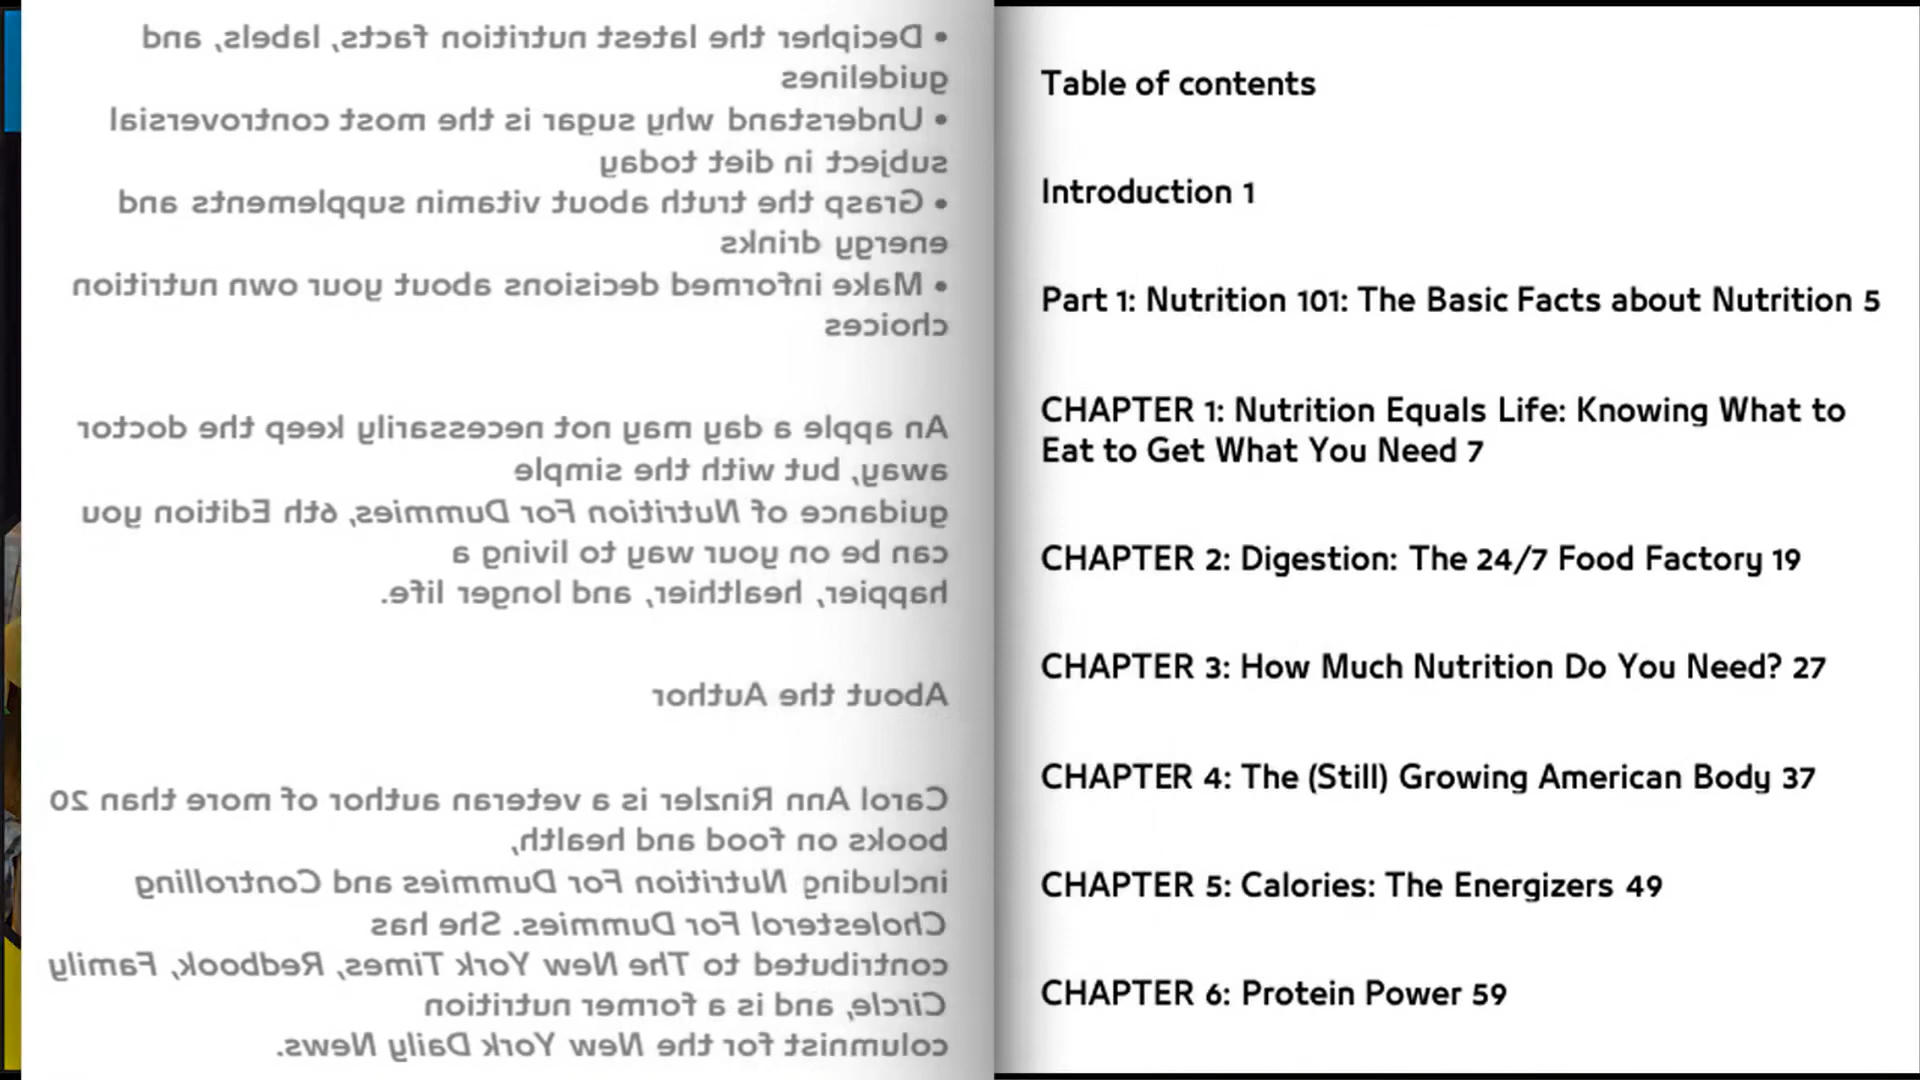 • Decipher the latest nutrition facts, labels, and
guidelines
• Understand why sugar is the most controversial
subject in diet today
• Grasp the truth about vitamin supplements and
energy drinks
• Make informed decisions about your own nutrition
choices
An apple a day may not necessarily keep the doctor
away, but with the simple
guidance of Nutrition For Dummies, 6th Edition you
can be on your way to living a
happier, healthier, and longer life.
About the Author
Carol Ann Rinzler is a veteran author of more than 20
books on food and health,
including Nutrition For Dummies and Controlling
Cholesterol For Dummies. She has
contributed to The New York Times, Redbook, Family
Circle, and is a former nutrition
columnist for the New York Daily News.
Table of contents
Introduction 1
Part 1: Nutrition 101: The Basic Facts about Nutrition 5
CHAPTER 1: Nutrition Equals Life: Knowing What to
Eat to Get What You Need 7
CHAPTER 2: Digestion: The 24/7 Food Factory 19
CHAPTER 3: How Much Nutrition Do You Need? 27
CHAPTER 4: The (Still) Growing American Body 37
CHAPTER 5: Calories: The Energizers 49
CHAPTER 6: Protein Power 59